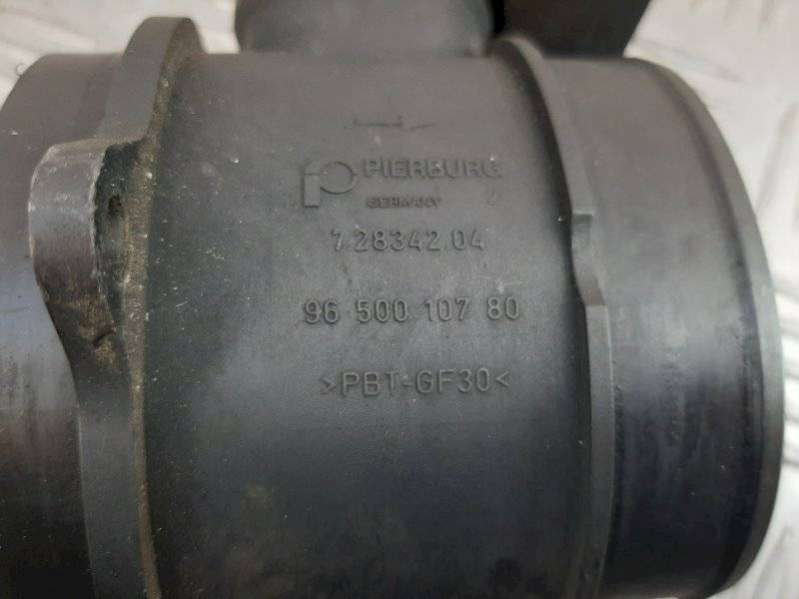 PIERBURG
GERMANY
7.28342.04
96 500 107 80
>PBT-GF30<